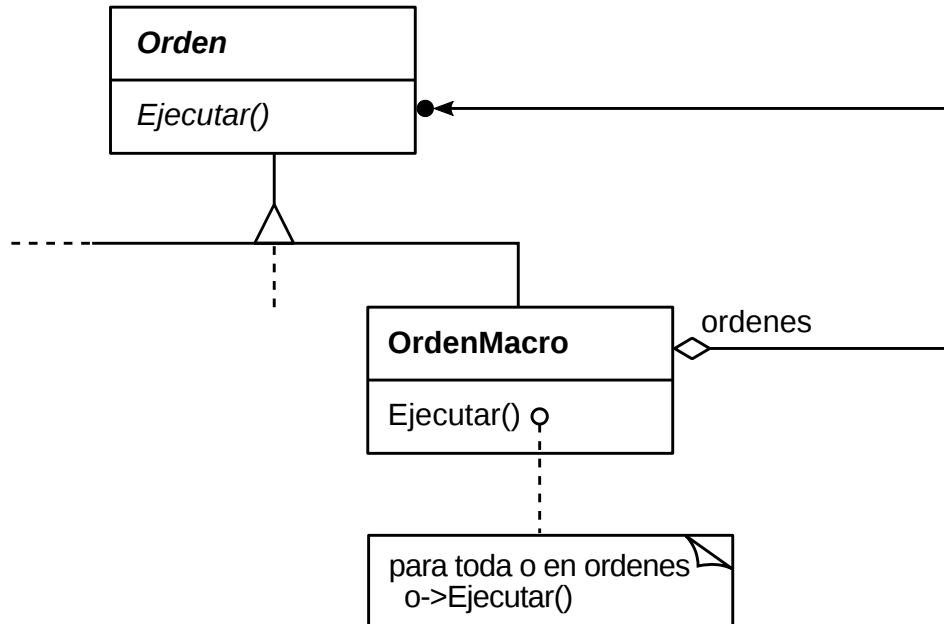 Orden
Ejecutar()
OrdenMacro
ordenes
Ejecutar()
para toda o en ordenes
o->Ejecutar()